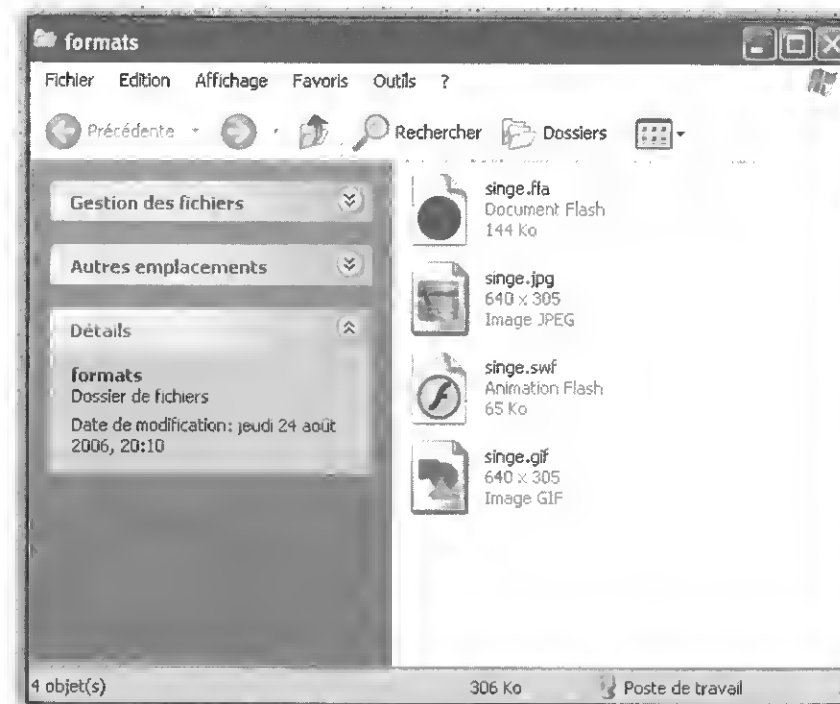 formats
Fichier Edition Affichage Favoris Outils ?
Précédente Rechercher Dossiers
Gestion des fichiers
Autres emplacements
Détails
formats
Dossier de fichiers
Date de modification: jeudi 24 août
2006, 20:10
singe.fla
Document Flash
144 Ko
singe.jpg
640 x 305
Image JPEG
singe.swf
Animation Flash
65 Ko
singe.gif
640 x 305
Image GIF
4 objet(s) 306 Ko Poste de travail